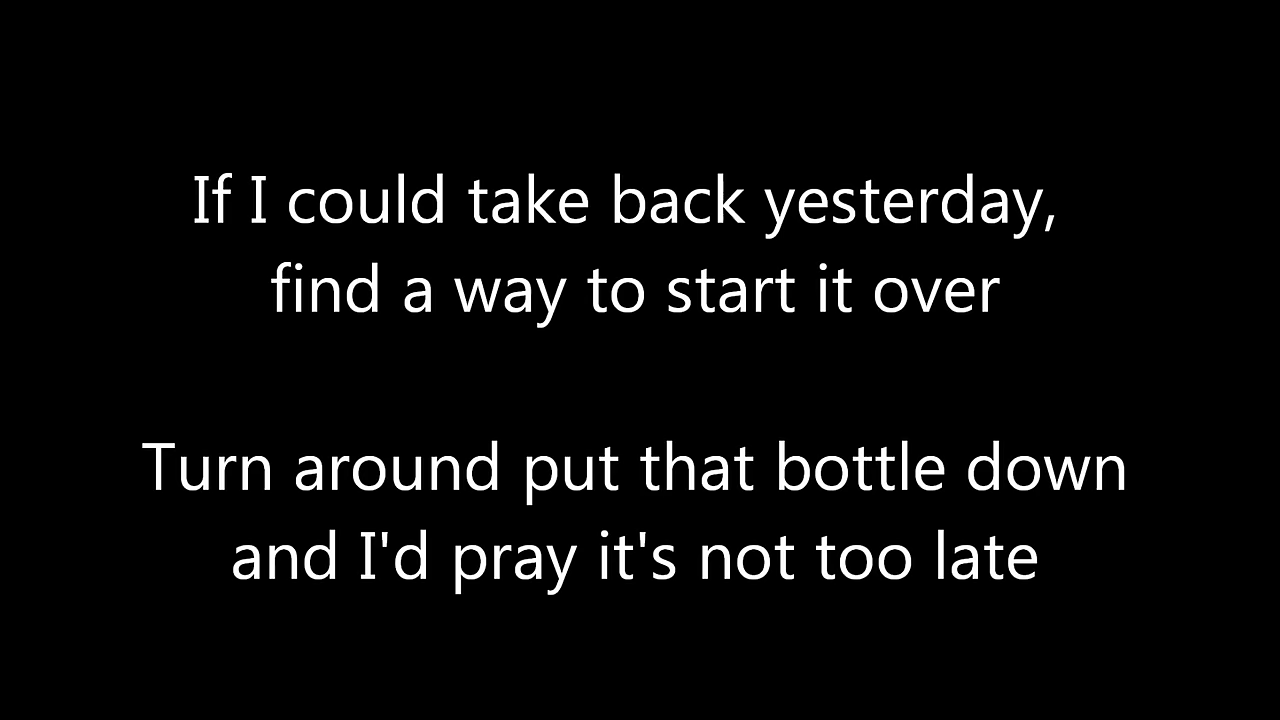 If I could take back yesterday,
find a way to start it over
Turn around put that bottle down
and I'd pray it's not too late